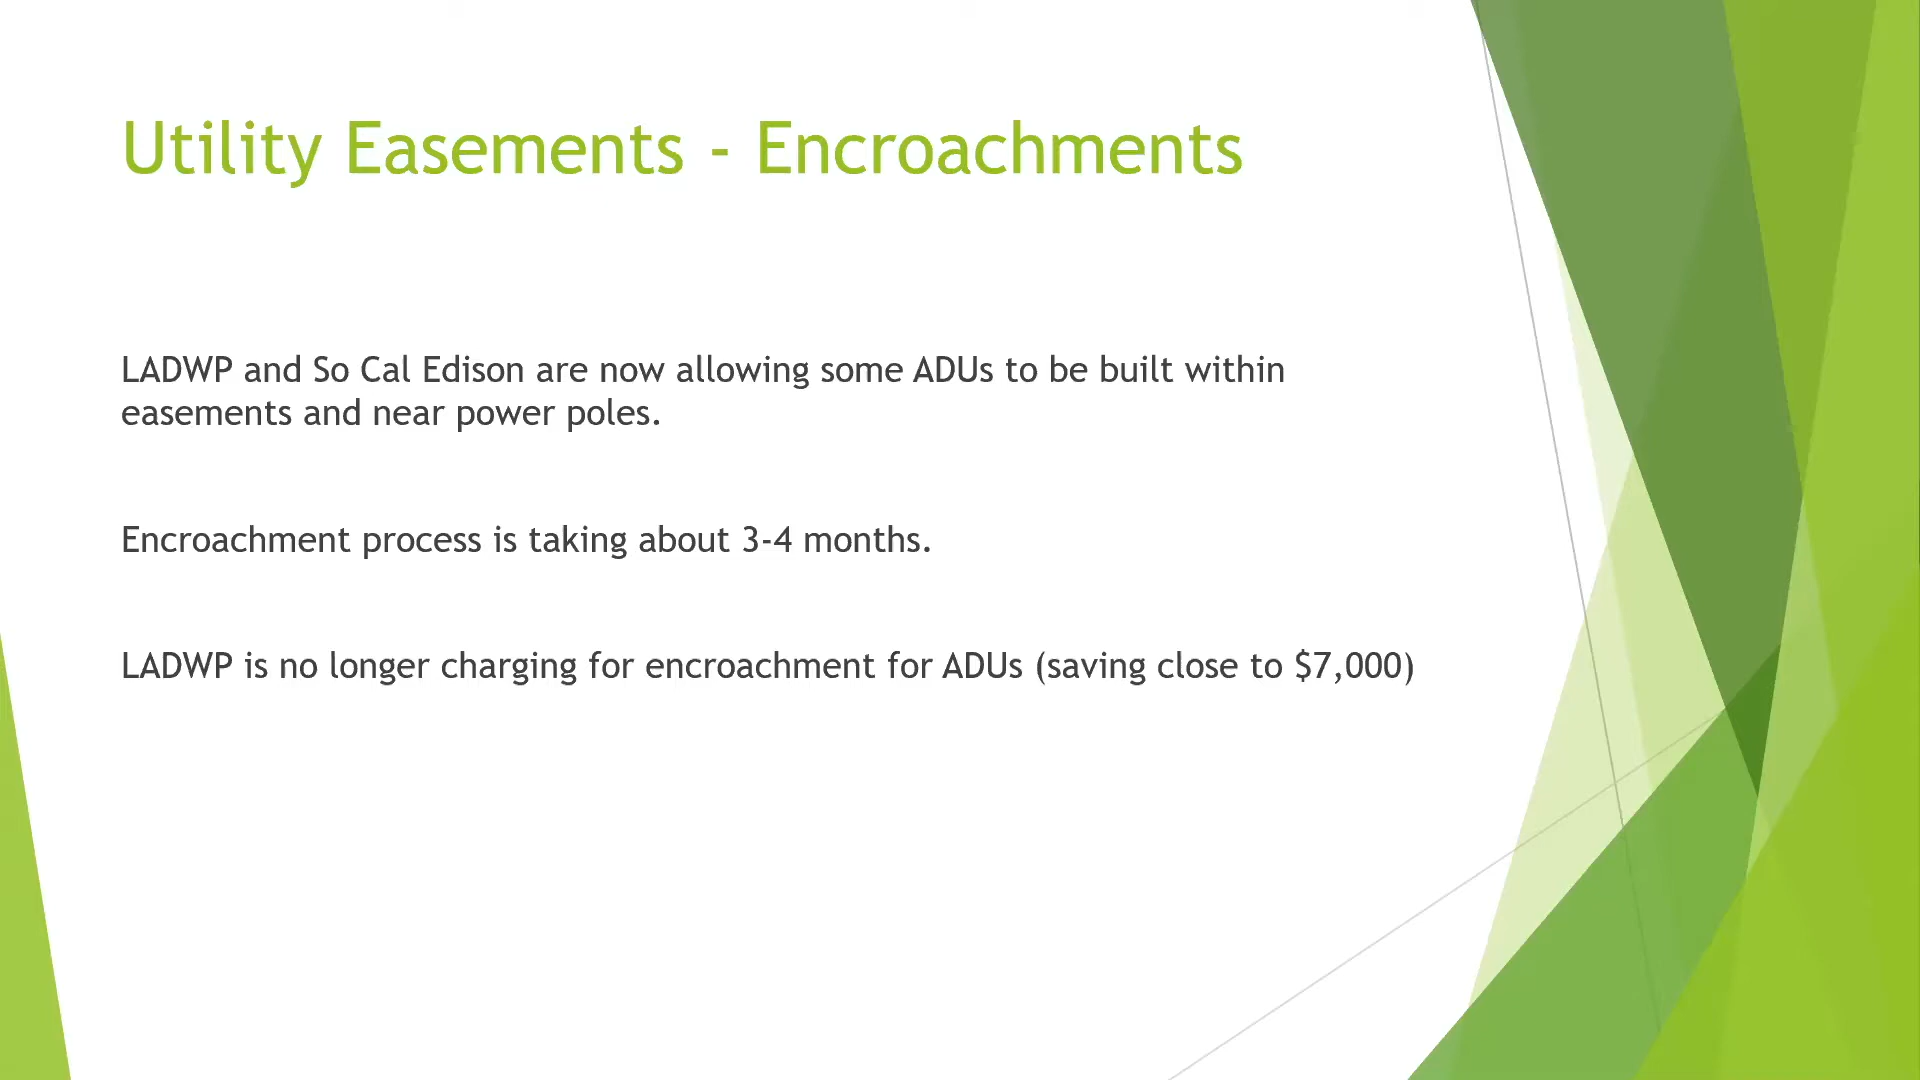 Utility Easements - Encroachments
LADWP and So Cal Edison are now allowing some ADUs to be built within
easements and near power poles.
Encroachment process is taking about 3-4 months.
LADWP is no longer charging for encroachment for ADUs (saving close to $7,000)